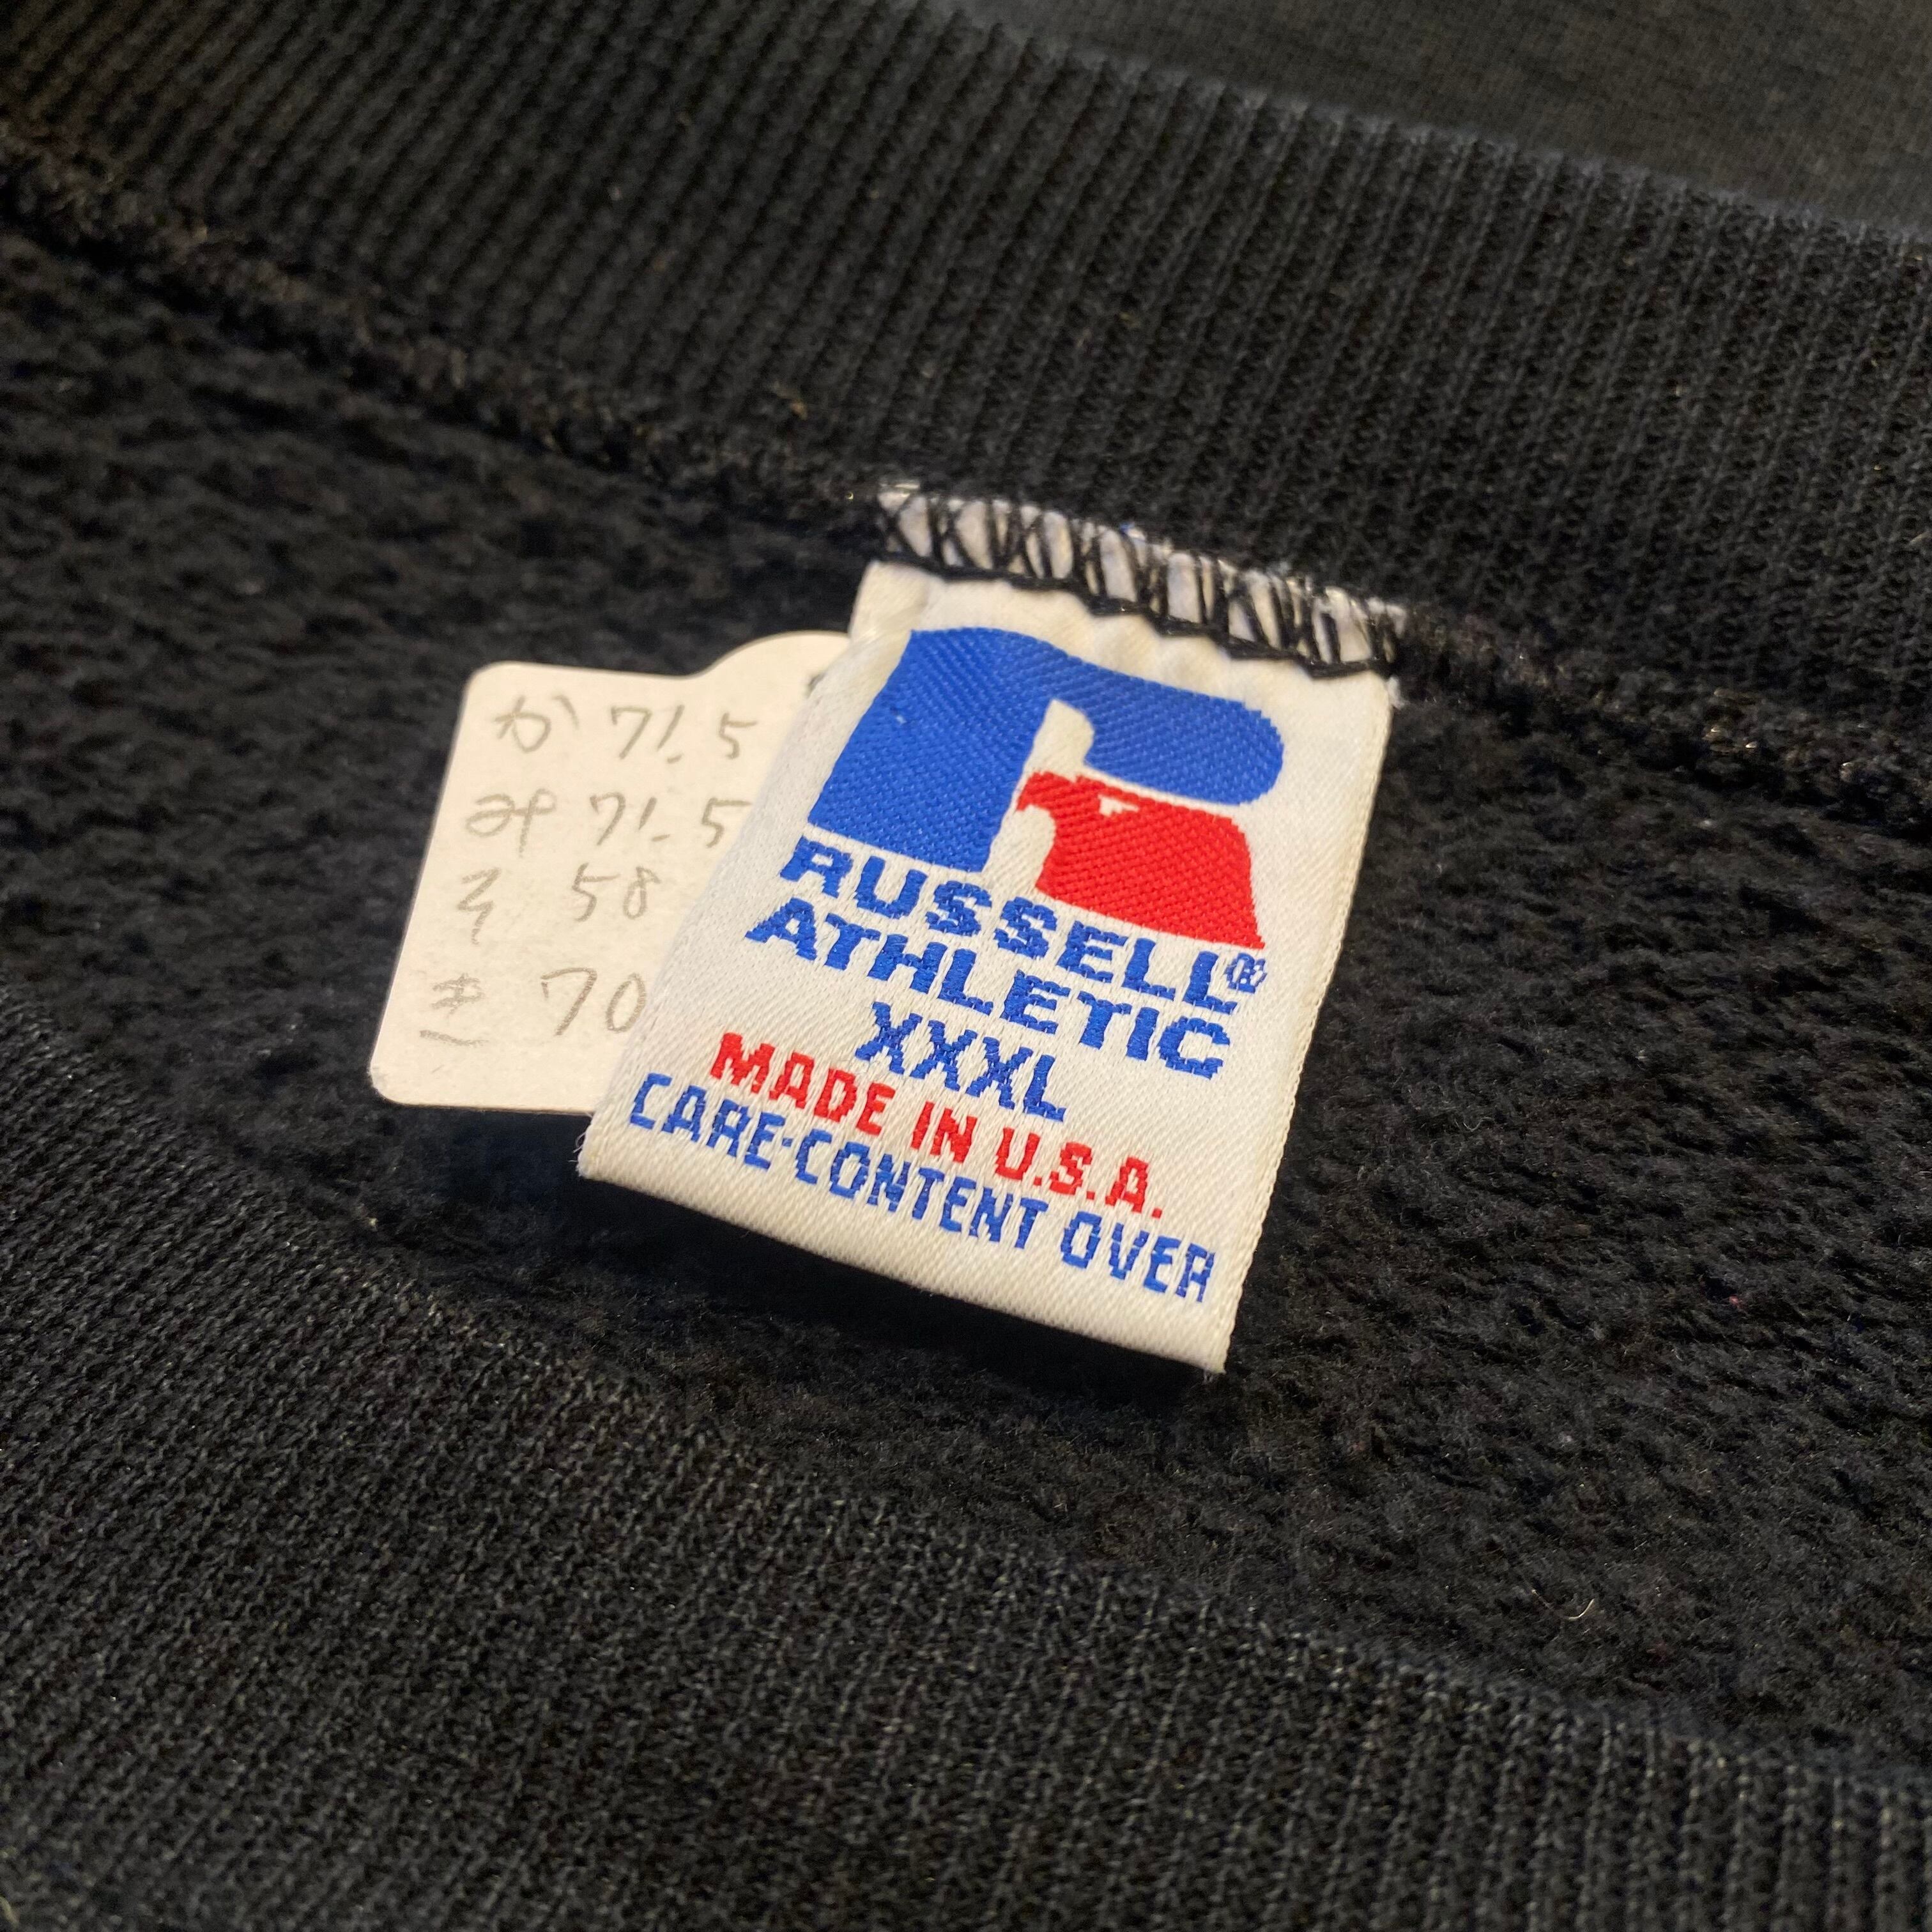 か 71.5
み 71.5
そ 58
き 70
RUSSELL®
ATHLETIC
XXXL
MADE IN U.S.A.
CARE·CONTENT OVER